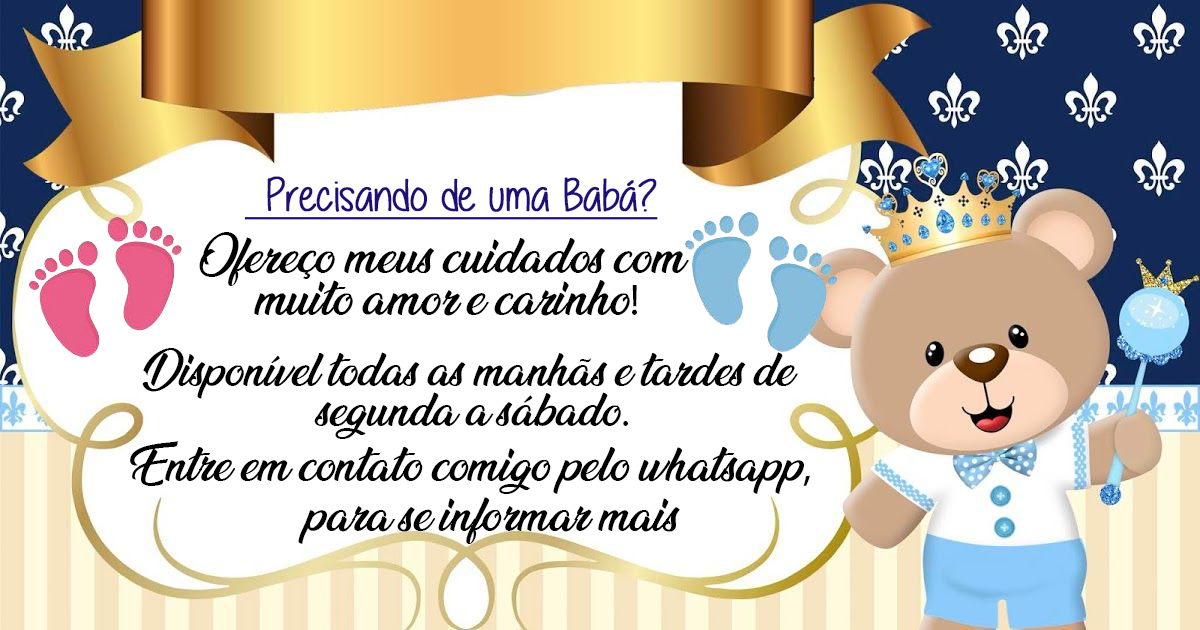 Precisando de uma Babá?
Ofereço meus cuidados com
muito amor e carinho!
Disponível todas as manhãs e tardes de
segunda a sábado.
Entre em contato comigo pelo whatsapp,
para se informar mais